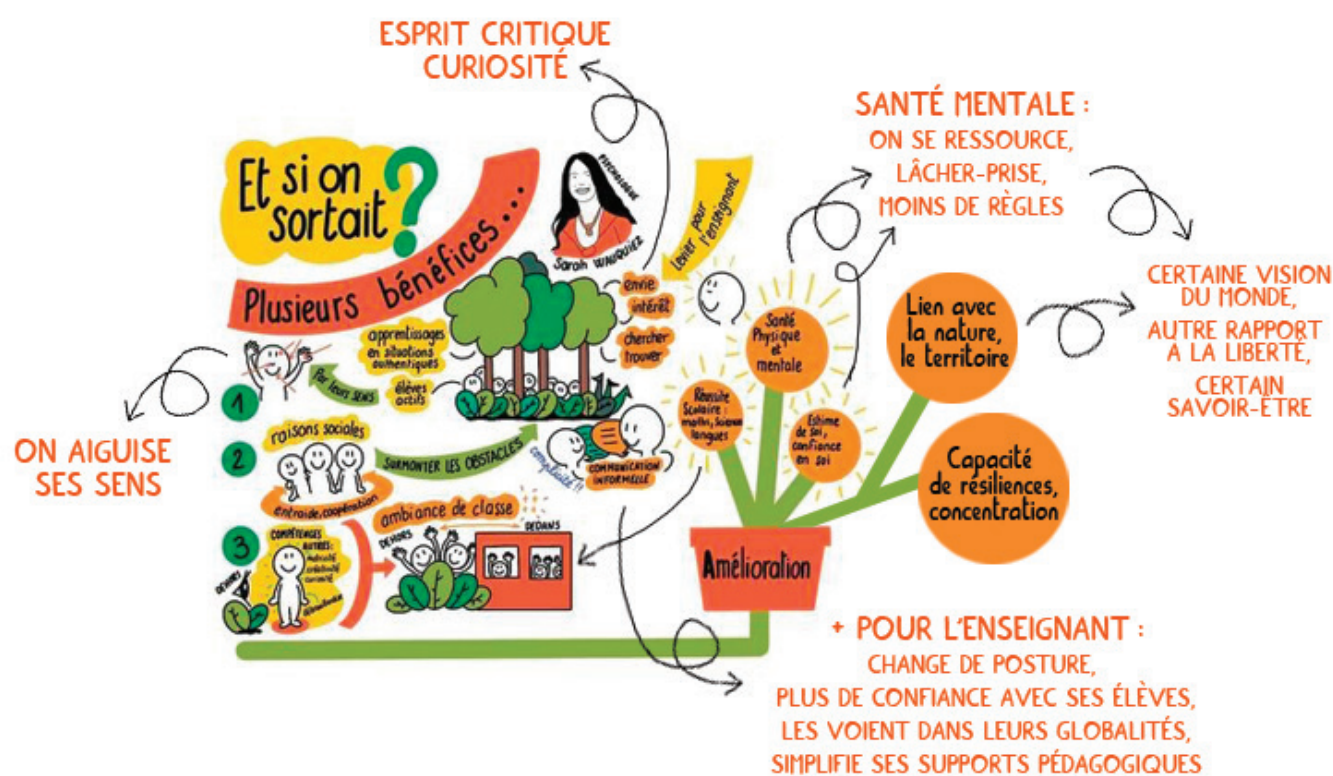 ESPRIT CRITIQUE
CURIOSITÉ
SANTÉ MENTALE :
ON SE RESSOURCE,
LÂCHER-PRISE,
MOINS DE RÈGLES
CERTAINE VISION
DU MONDE,
AUTRE RAPPORT
À LA LIBERTÉ,
CERTAIN
SAVOIR-ÊTRE
Et si on
sortait ?
Plusieurs bénéfices...
PSYCHOLOGUE
Sarah WAUQUIEZ
Levier pour
l'enseignant
envie
intérêt
chercher
trouver
apprentissages
en situations
authentiques
élèves
actifs
1
Par leurs sens
ON AIGUISE
SES SENS
2
raisons sociales
entraide, coopération
SURMONTER LES OBSTACLES
complicité !!
COMMUNICATION
INFORMELLE
3
DEHORS
COMPÉTENCES
AUTRES :
créativité
curiosité
ambiance de classe
DEHORS
DEDANS
Réussite
Scolaire :
maths, Science
langues
Santé
Physique
et
mentale
Estime
de soi,
confiance
en soi
Lien avec
la nature,
le territoire
Capacité
de résiliences,
concentration
Amélioration
+ POUR L'ENSEIGNANT :
CHANGE DE POSTURE,
PLUS DE CONFIANCE AVEC SES ÉLÈVES,
LES VOIENT DANS LEURS GLOBALITÉS,
SIMPLIFIE SES SUPPORTS PÉDAGOGIQUES